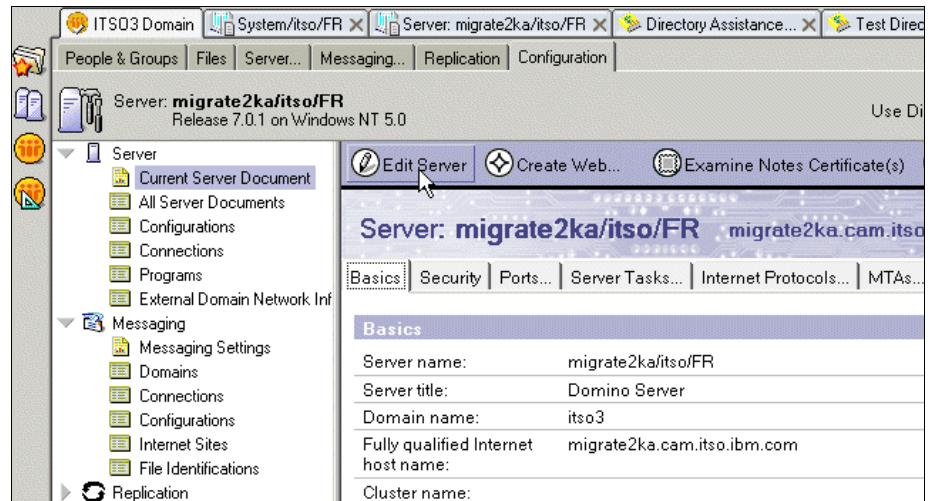 ITSO3 Domain System/itso/FR Server: migrate2ka/itso/FR Directory Assistance... Test Direc
People & Groups Files Server... Messaging... Replication Configuration
Server: migrate2ka/itso/FR
Release 7.0.1 on Windows NT 5.0
Use Di
Server
Current Server Document
All Server Documents
Configurations
Connections
Programs
External Domain Network Inf
Messaging
Messaging Settings
Domains
Connections
Configurations
Internet Sites
File Identifications
Replication
Edit Server Create Web... Examine Notes Certificate(s)
Server: migrate2ka/itso/FR migrate2ka.cam.itso
Basics Security Ports... Server Tasks... Internet Protocols... MTAs...
Basics
Server name: migrate2ka/itso/FR
Server title: Domino Server
Domain name: itso3
Fully qualified Internet migrate2ka.cam.itso.ibm.com
host name:
Cluster name: